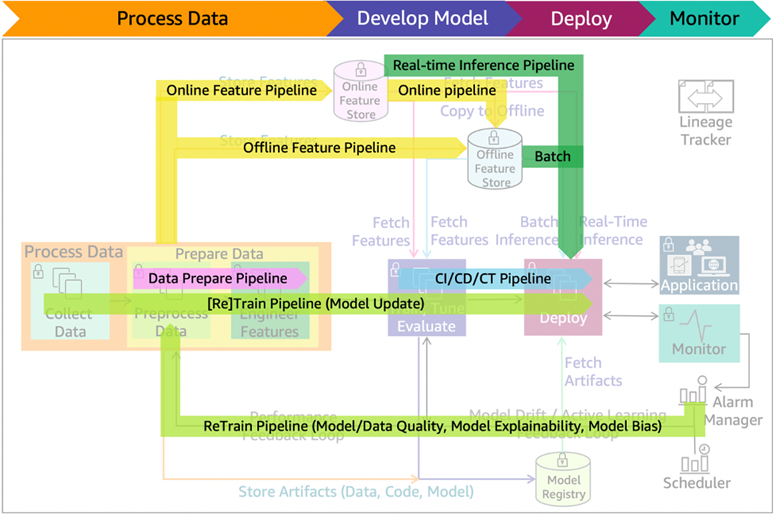 Process Data
Develop Model
Deploy
Monitor
Real-time Inference Pipeline
Store Features
Fetch Features
Online Feature Pipeline
Online
Feature
Store
Online pipeline
Copy to Offline
Lineage
Tracker
Store Features
Offline Feature Pipeline
Offline
Feature
Store
Batch
Fetch
Features
Fetch
Features
Batch
Inference
Real-Time
Inference
Process Data
Prepare Data
Data Prepare Pipeline
CI/CD/CT Pipeline
Application
[Re]Train Pipeline (Model Update)
Collect
Data
Preprocess
Data
Engineer
Features
Tune
Evaluate
Deploy
Monitor
Fetch
Artifacts
Alarm
Manager
Performance
Feedback Loop
Model Drift / Active Learning
Feedback Loop
ReTrain Pipeline (Model/Data Quality, Model Explainability, Model Bias)
Model
Registry
Scheduler
Store Artifacts (Data, Code, Model)